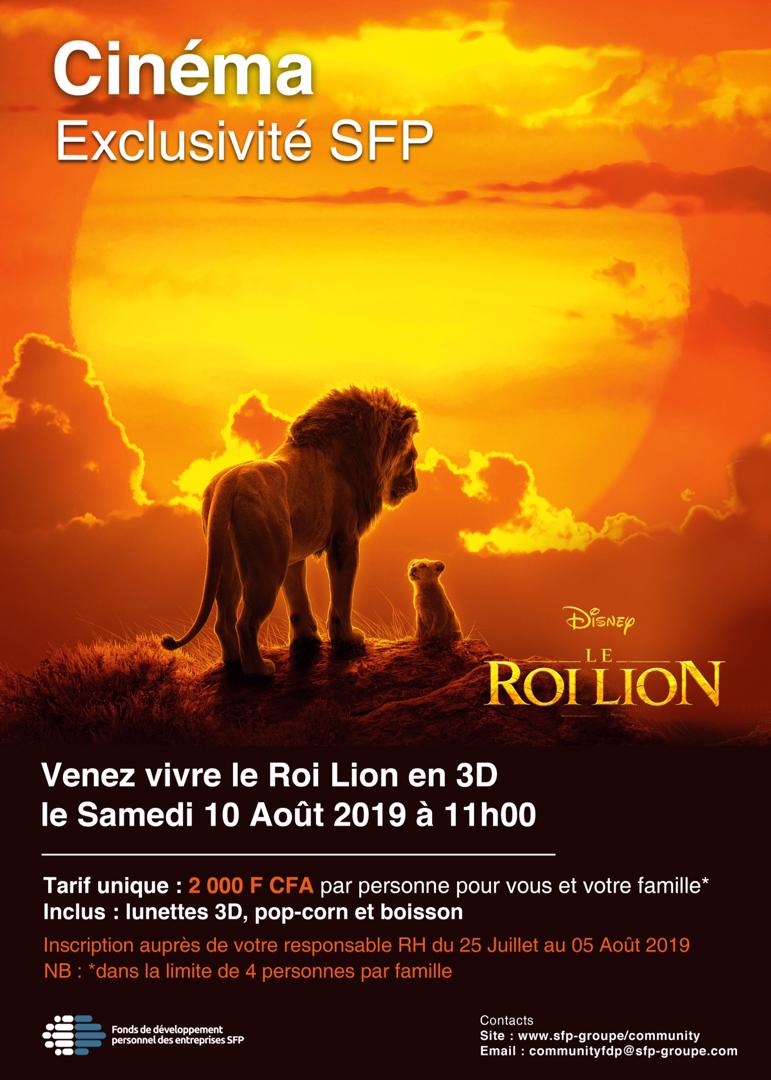 Cinéma
Exclusivité SFP
Disney
LE
ROI LION
Venez vivre le Roi Lion en 3D
le Samedi 10 Août 2019 à 11h00
Tarif unique : 2 000 F CFA par personne pour vous et votre famille*
Inclus : lunettes 3D, pop-corn et boisson
Inscription auprès de votre responsable RH du 25 Juillet au 05 Août 2019
NB : *dans la limite de 4 personnes par famille
Fonds de développement
personnel des entreprises SFP
Contacts
Site : www.sfp-groupe/community
Email : communityfdp@sfp-groupe.com